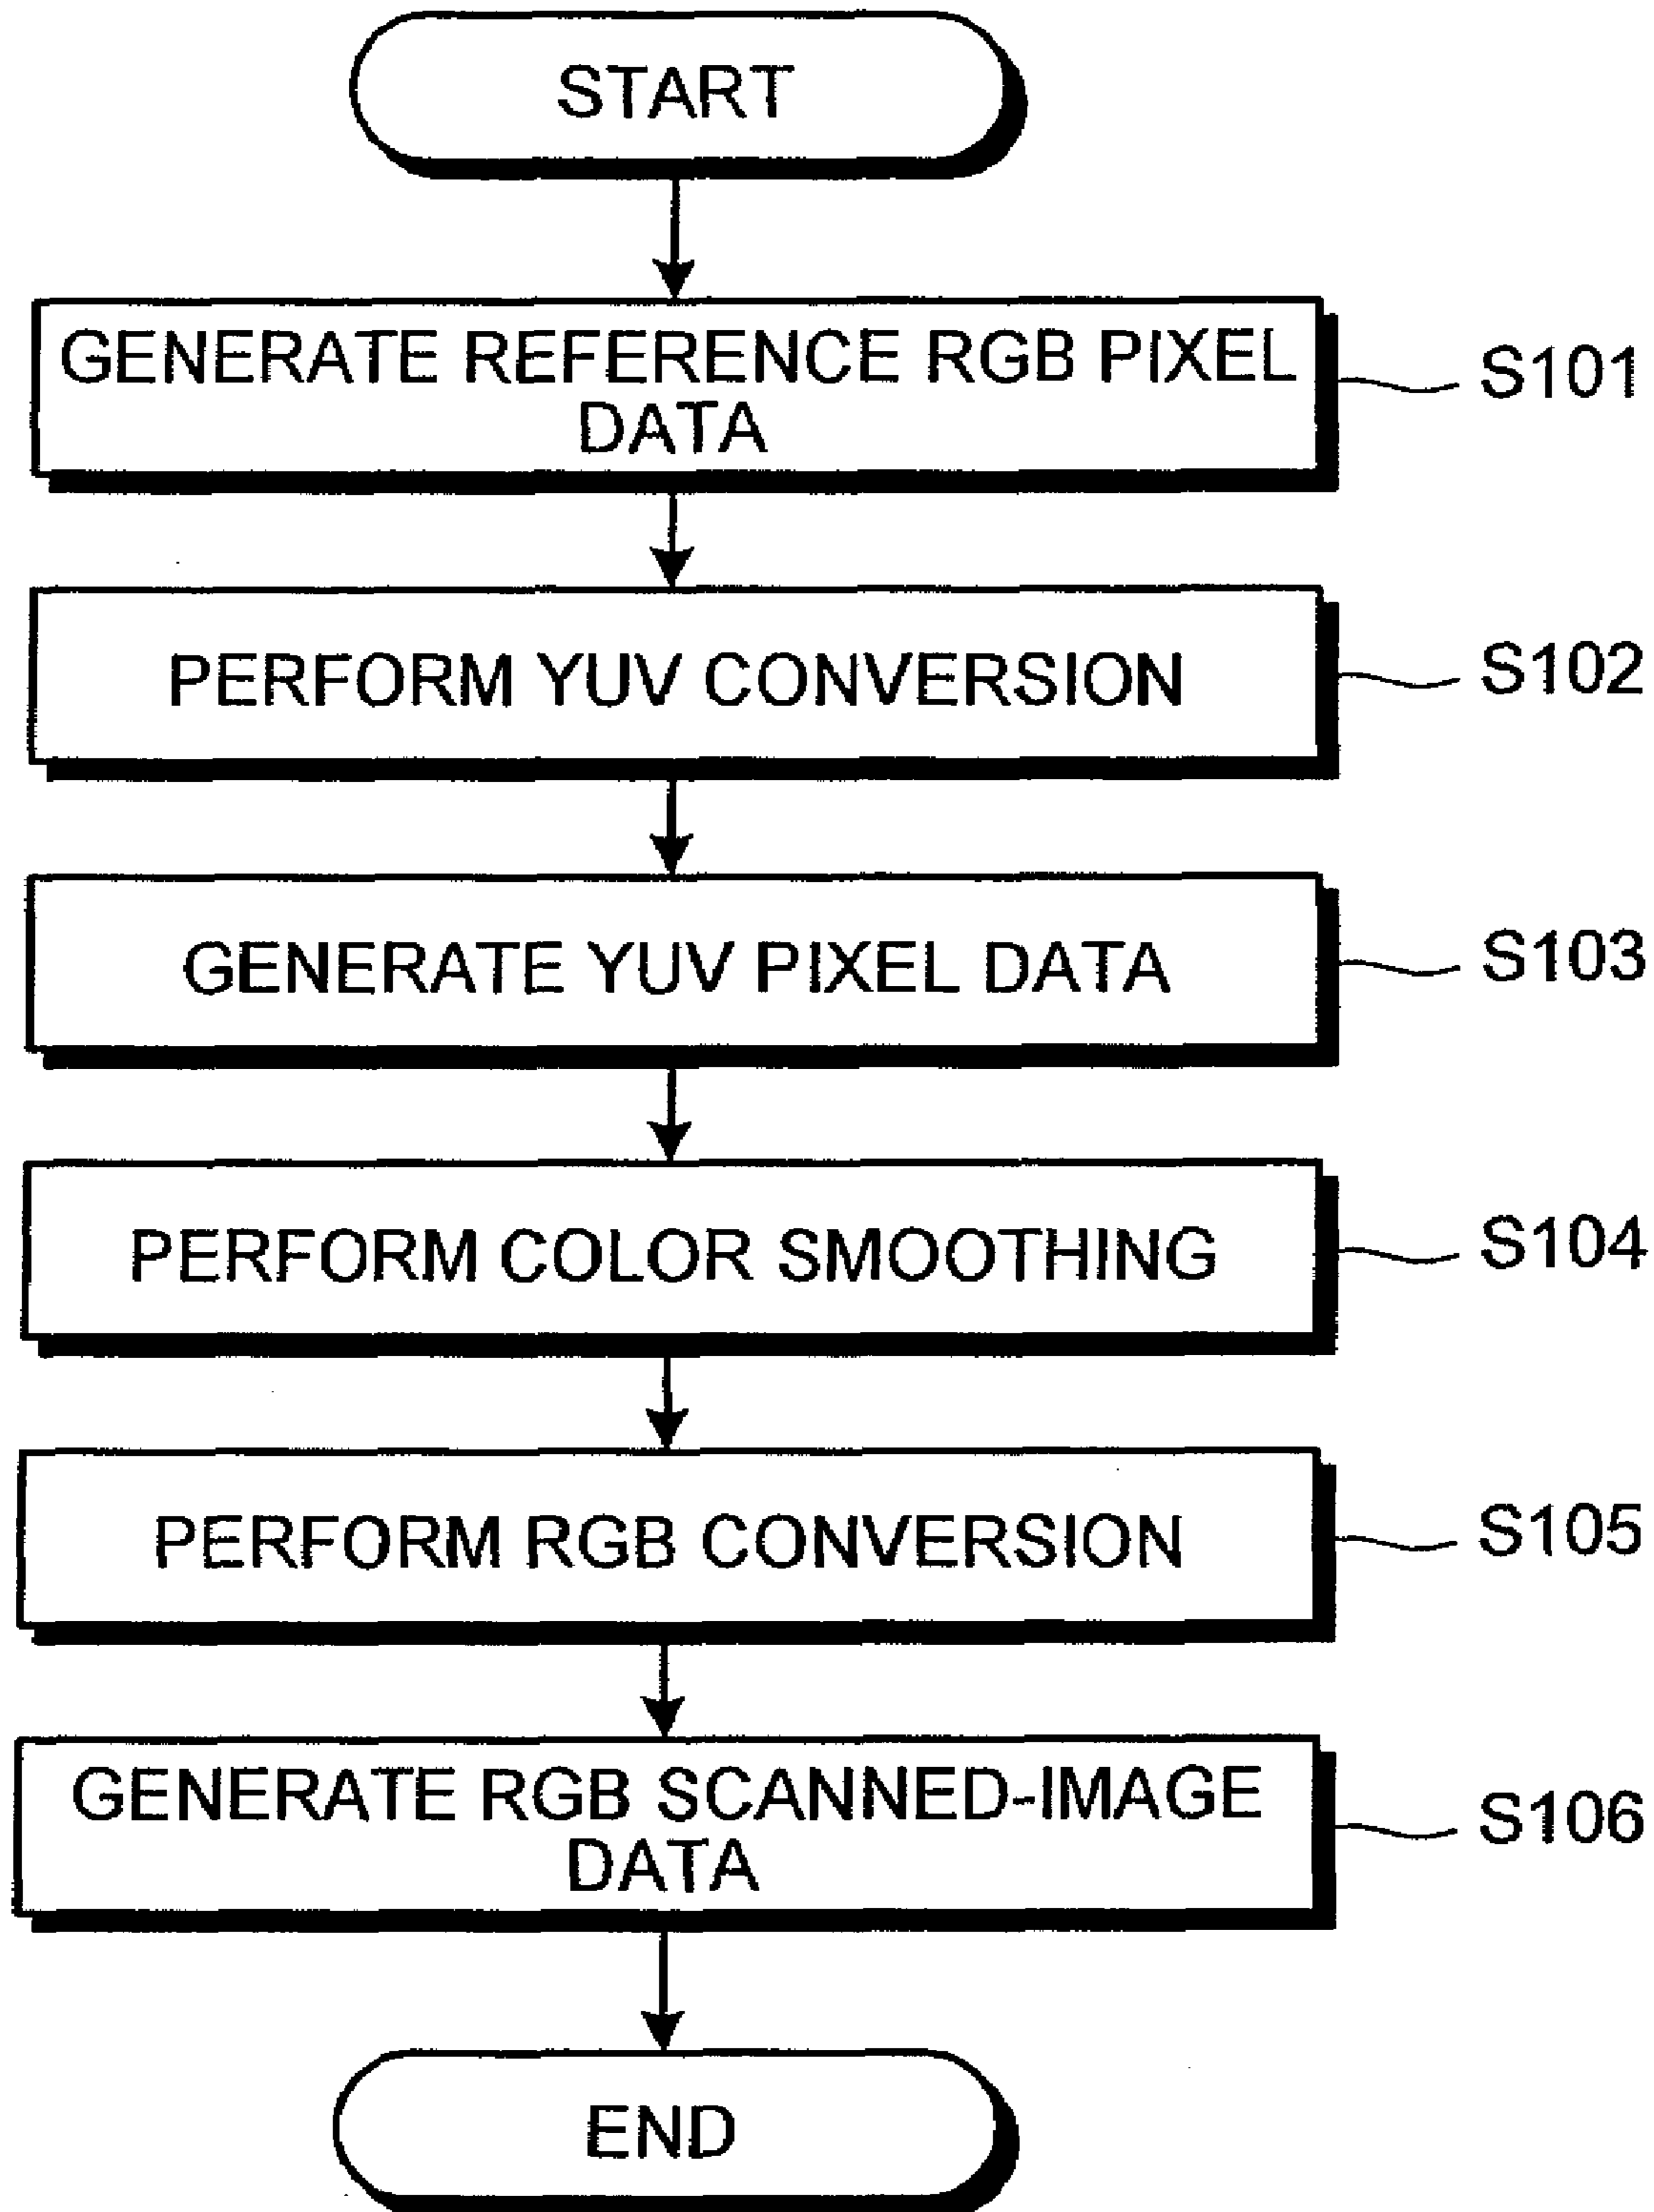 START
GENERATE REFERENCE RGB PIXEL
DATA
S101
PERFORM YUV CONVERSION
S102
GENERATE YUV PIXEL DATA
S103
PERFORM COLOR SMOOTHING
S104
PERFORM RGB CONVERSION
S105
GENERATE RGB SCANNED-IMAGE
DATA
S106
END